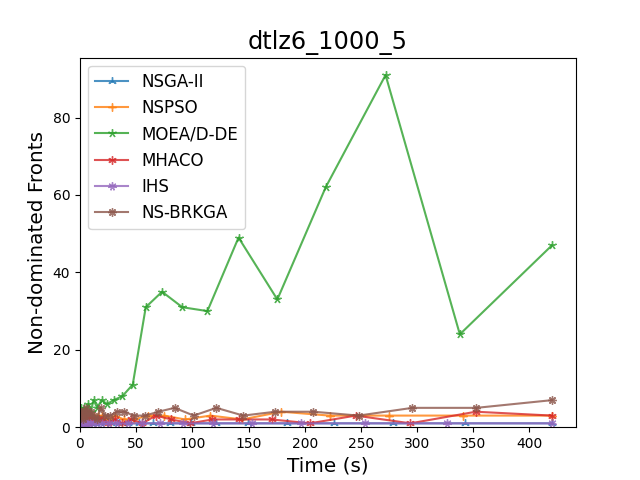 dtlz6_1000_5
NSGA-II
NSPSO
MOEA/D-DE
MHACO
IHS
NS-BRKGA
Non-dominated Fronts
80
60
40
20
0
0 50 100 150 200 250 300 350 400
Time (s)